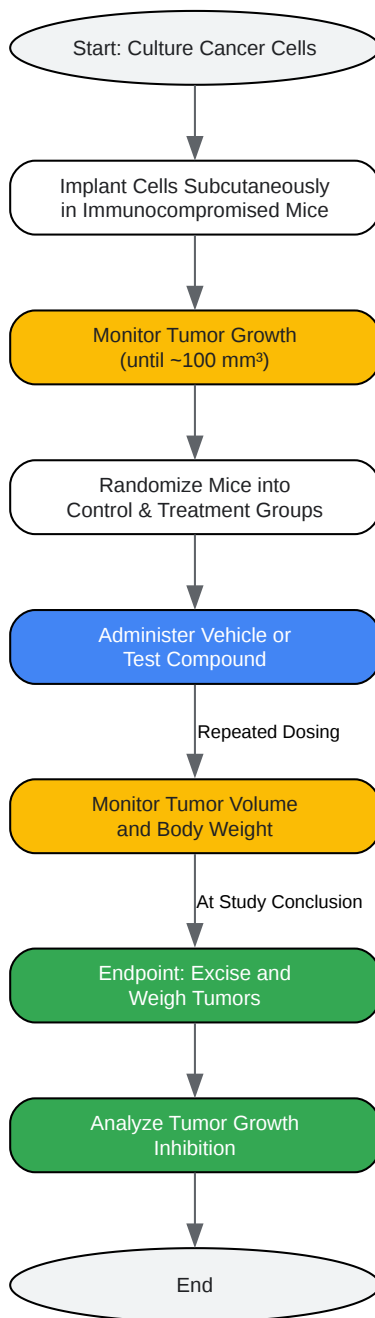 Start: Culture Cancer Cells
Implant Cells Subcutaneously
in Immunocompromised Mice
Monitor Tumor Growth
(until ~100 mm³)
Randomize Mice into
Control & Treatment Groups
Administer Vehicle or
Test Compound
Repeated Dosing
Monitor Tumor Volume
and Body Weight
At Study Conclusion
Endpoint: Excise and
Weigh Tumors
Analyze Tumor Growth
Inhibition
End